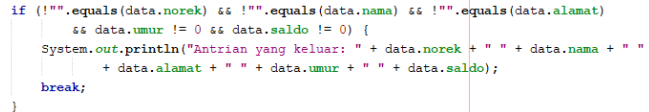 if (!"".equals(data.norek) && !"".equals(data.nama) && !"".equals(data.alamat)
&& data.umur != 0 && data.saldo != 0) {
System.out.println("Antrian yang keluar: " + data.norek + " " + data.nama + " "
+ data.alamat + " " + data.umur + " " + data.saldo);
break;
}